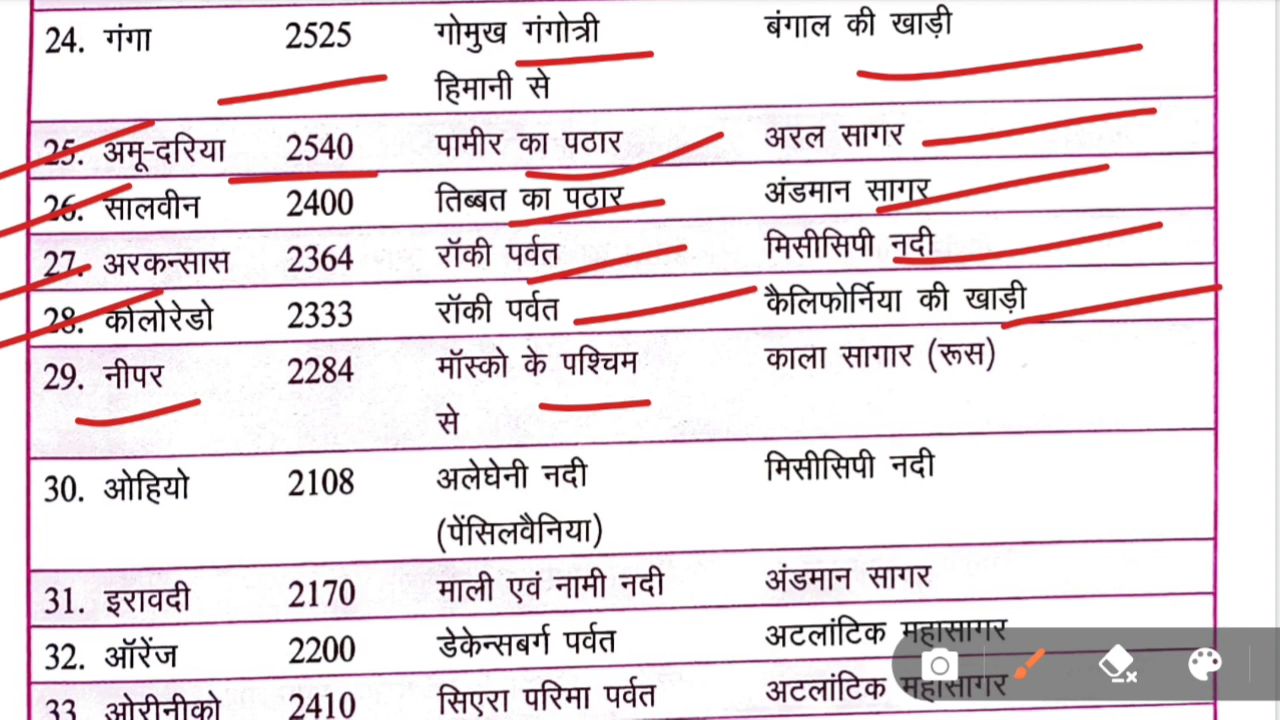 24. गंगा 2525 गोमुख गंगोत्री बंगाल की खाड़ी
हिमानी से
25. अमू-दरिया 2540 पामीर का पठार अरल सागर
26. सालवीन 2400 तिब्बत का पठार अंडमान सागर
27. अरकन्सास 2364 रॉकी पर्वत मिसीसिपी नदी
28. कोलोरेडो 2333 रॉकी पर्वत कैलिफोर्निया की खाड़ी
29. नीपर 2284 मॉस्को के पश्चिम काला सागार (रूस)
से
30. ओहियो 2108 अलेघेनी नदी मिसीसिपी नदी
(पेंसिलवैनिया)
31. इरावदी 2170 माली एवं नामी नदी अंडमान सागर
32. ऑरेंज 2200 डेकेन्सबर्ग पर्वत अटलांटिक महासागर
33. ओरीनीको 2410 सिएरा परिमा पर्वत अटलांटिक महासागर